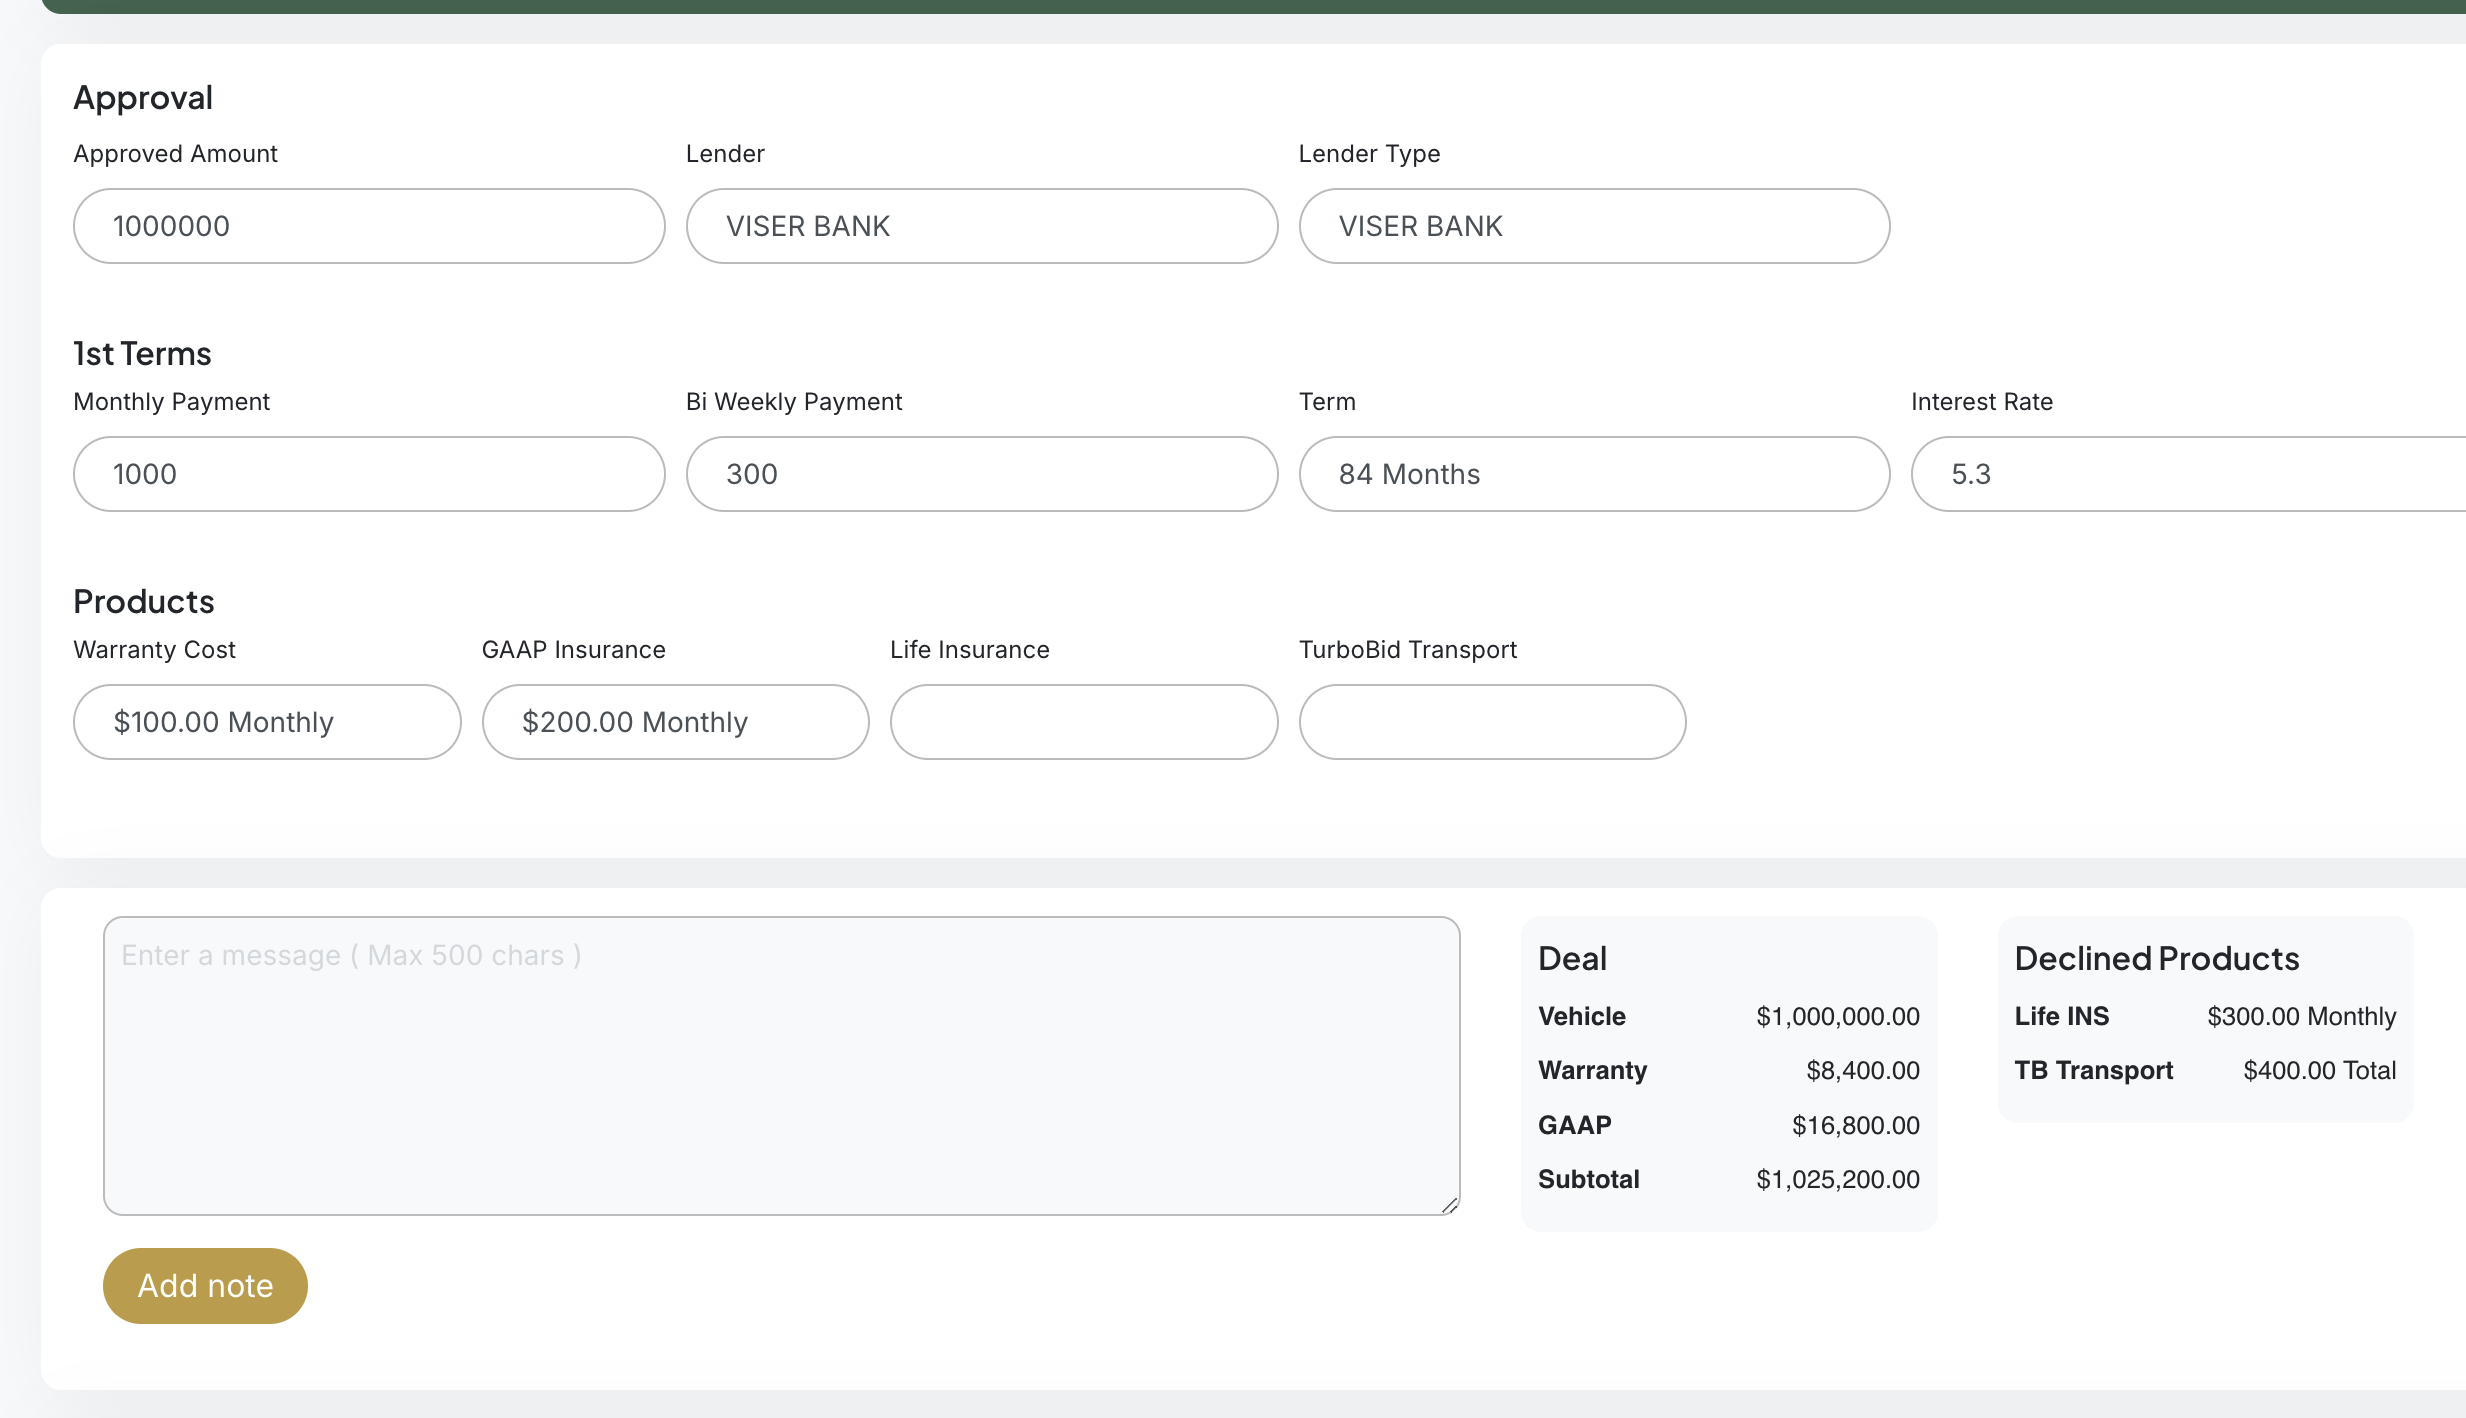 Approval
Approved Amount
Lender
Lender Type
1000000
VISER BANK
VISER BANK
1st Terms
Monthly Payment
Bi Weekly Payment
Term
Interest Rate
1000
300
84 Months
5.3
Products
Warranty Cost
GAAP Insurance
Life Insurance
TurboBid Transport
$100.00 Monthly
$200.00 Monthly
Enter a message ( Max 500 chars )
Add note
Deal
Vehicle $1,000,000.00
Warranty $8,400.00
GAAP $16,800.00
Subtotal $1,025,200.00
Declined Products
Life INS $300.00 Monthly
TB Transport $400.00 Total